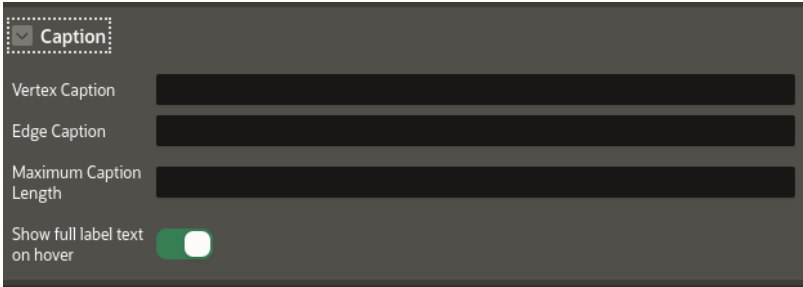 Caption
Vertex Caption
Edge Caption
Maximum Caption
Length
Show full label text
on hover